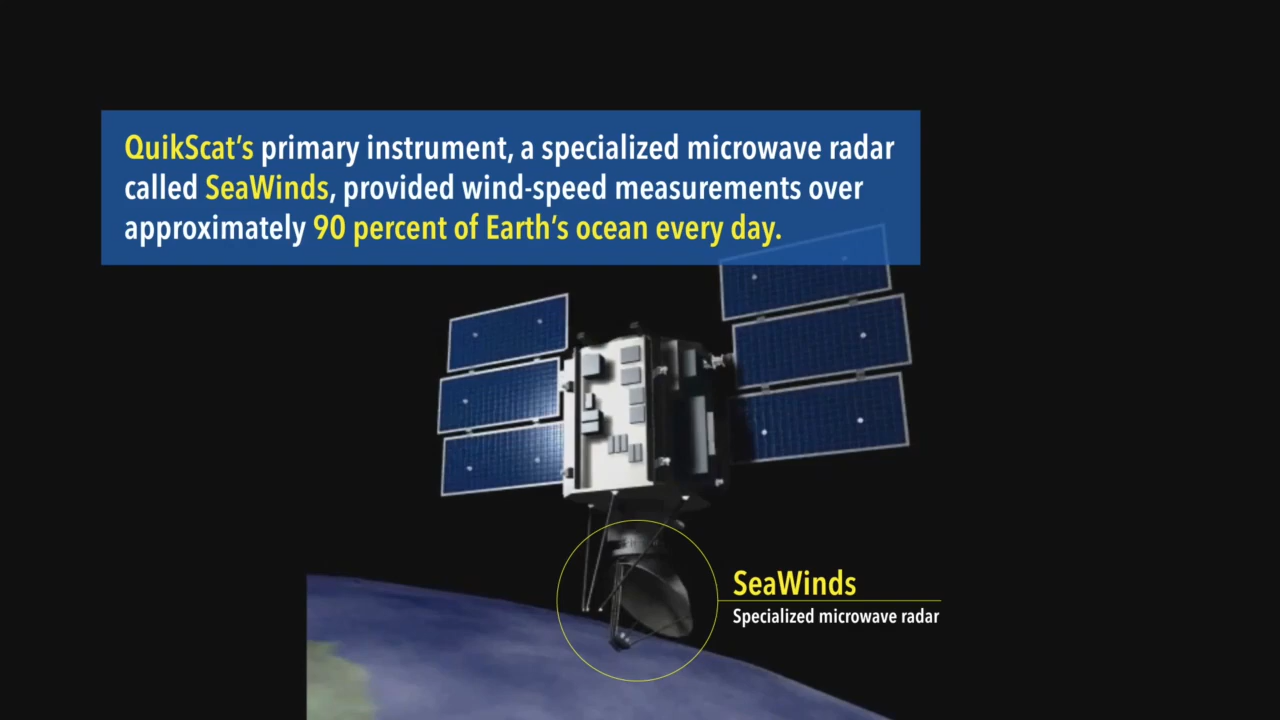 QuikScat's primary instrument, a specialized microwave radar
called SeaWinds, provided wind-speed measurements over
approximately 90 percent of Earth's ocean every day.
SeaWinds
Specialized microwave radar